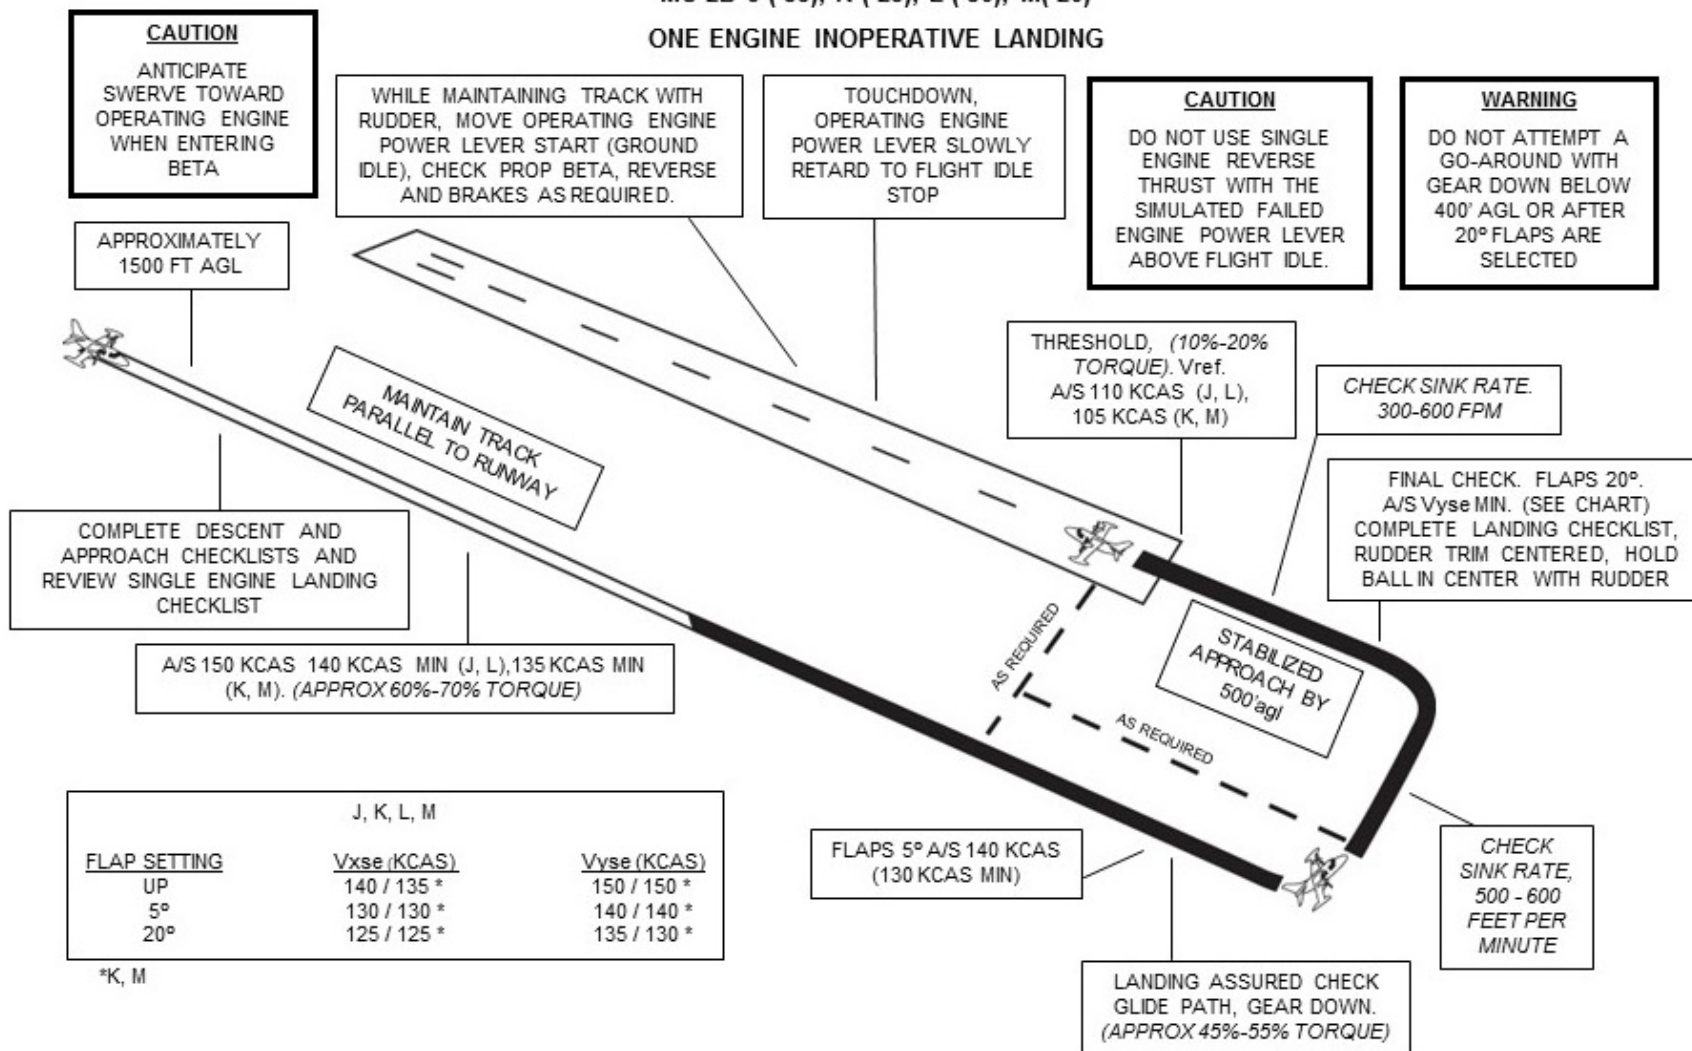 ONE ENGINE INOPERATIVE LANDING
CAUTION
ANTICIPATE
SWERVE TOWARD
OPERATING ENGINE
WHEN ENTERING
BETA
WHILE MAINTAINING TRACK WITH
RUDDER, MOVE OPERATING ENGINE
POWER LEVER START (GROUND
IDLE), CHECK PROP BETA, REVERSE
AND BRAKES AS REQUIRED.
TOUCHDOWN,
OPERATING ENGINE
POWER LEVER SLOWLY
RETARD TO FLIGHT IDLE
STOP
CAUTION
DO NOT USE SINGLE
ENGINE REVERSE
THRUST WITH THE
SIMULATED FAILED
ENGINE POWER LEVER
ABOVE FLIGHT IDLE.
WARNING
DO NOT ATTEMPT A
GO-AROUND WITH
GEAR DOWN BELOW
400' AGL OR AFTER
20º FLAPS ARE
SELECTED
APPROXIMATELY
1500 FT AGL
THRESHOLD, (10%-20%
TORQUE). Vref.
A/S 110 KCAS (J, L),
105 KCAS (K, M)
CHECK SINK RATE.
300-600 FPM
MAINTAIN TRACK
PARALLEL TO RUNWAY
FINAL CHECK. FLAPS 20º.
A/S Vyse MIN. (SEE CHART)
COMPLETE LANDING CHECKLIST,
RUDDER TRIM CENTERED, HOLD
BALL IN CENTER WITH RUDDER
COMPLETE DESCENT AND
APPROACH CHECKLISTS AND
REVIEW SINGLE ENGINE LANDING
CHECKLIST
AS REQUIRED
STABILIZED
APPROACH BY
500'agl
A/S 150 KCAS 140 KCAS MIN (J, L),135 KCAS MIN
(K, M). (APPROX 60%-70% TORQUE)
AS REQUIRED
J, K, L, M
FLAP SETTING Vxse (KCAS) Vyse (KCAS)
UP 140 / 135 * 150 / 150 *
5º 130 / 130 * 140 / 140 *
20º 125 / 125 * 135 / 130 *
*K, M
FLAPS 5º A/S 140 KCAS
(130 KCAS MIN)
CHECK
SINK RATE,
500 - 600
FEET PER
MINUTE
LANDING ASSURED CHECK
GLIDE PATH, GEAR DOWN.
(APPROX 45%-55% TORQUE)